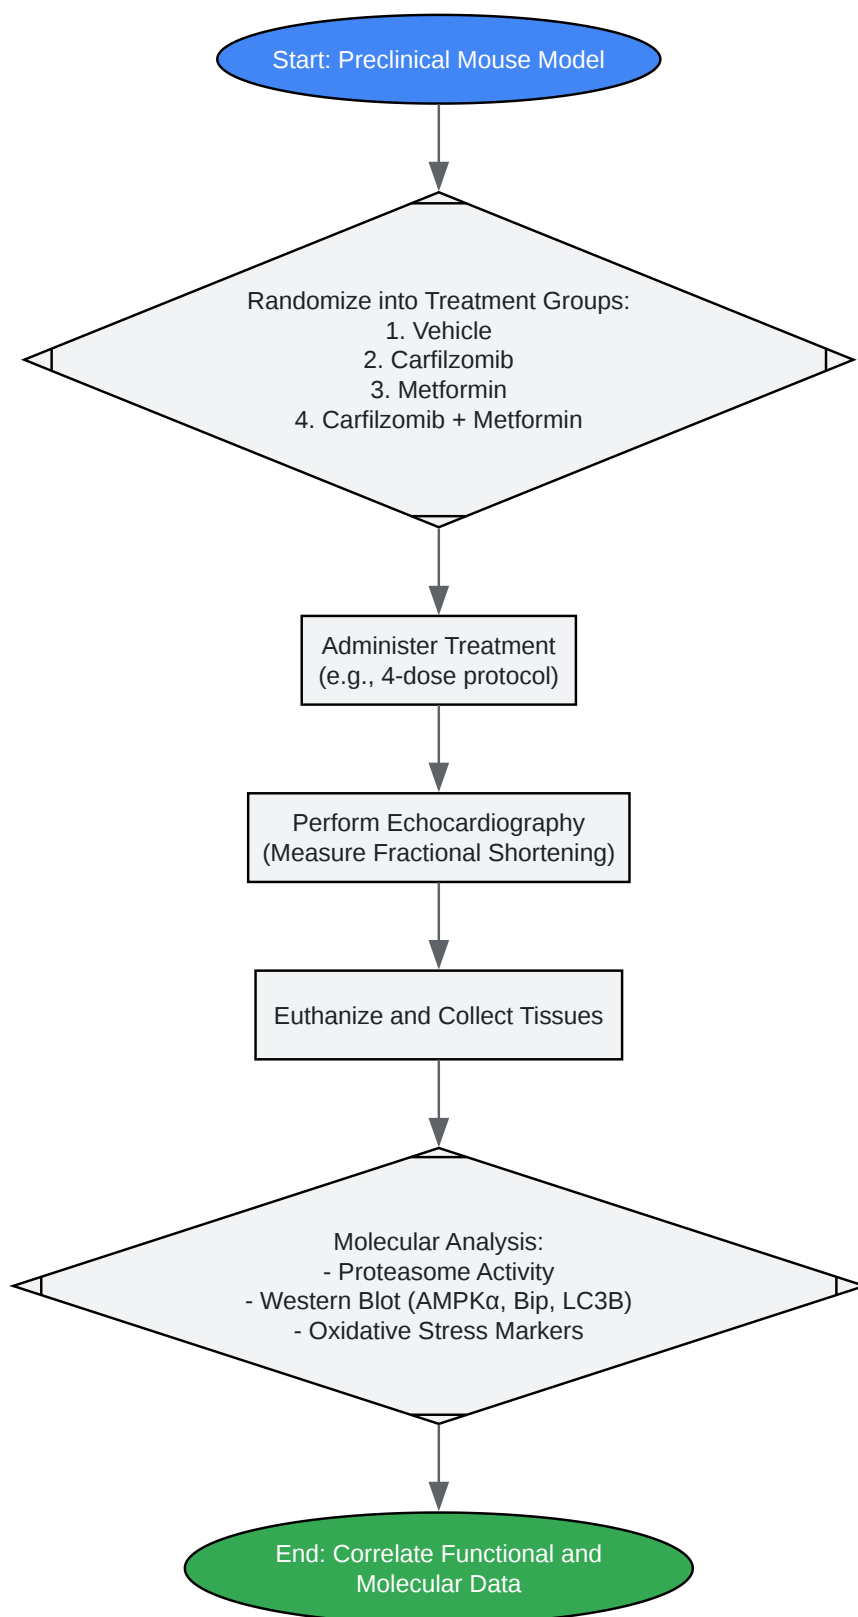 Start: Preclinical Mouse Model
Randomize into Treatment Groups:
1. Vehicle
2. Carfilzomib
3. Metformin
4. Carfilzomib + Metformin
Administer Treatment
(e.g., 4-dose protocol)
Perform Echocardiography
(Measure Fractional Shortening)
Euthanize and Collect Tissues
Molecular Analysis:
- Proteasome Activity
- Western Blot (AMPKα, Bip, LC3B)
- Oxidative Stress Markers
End: Correlate Functional and
Molecular Data